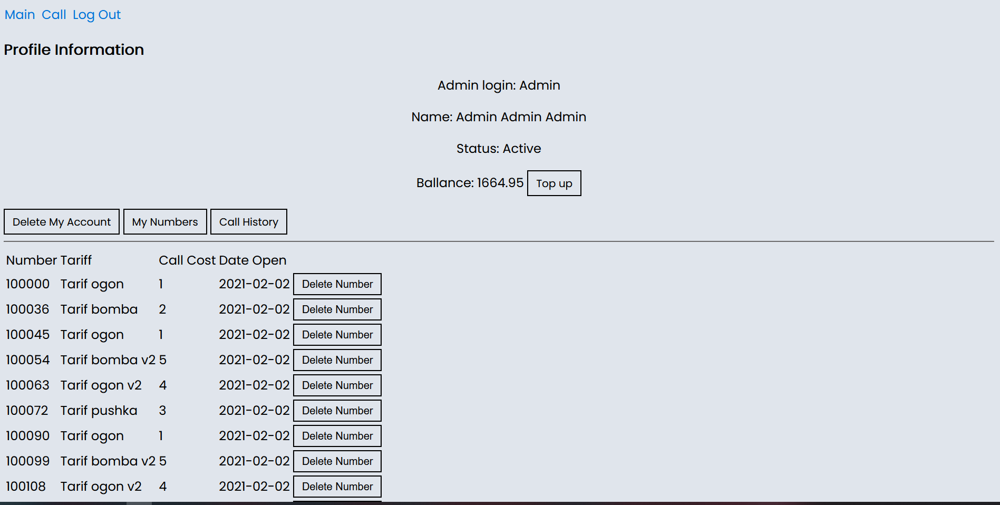 Main Call Log Out
Profile Information
Admin login: Admin
Name: Admin Admin Admin
Status: Active
Ballance: 1664.95 Top up
Delete My Account My Numbers Call History
Number Tariff Call Cost Date Open
100000 Tarif ogon 1 2021-02-02 Delete Number
100036 Tarif bomba 2 2021-02-02 Delete Number
100045 Tarif ogon 1 2021-02-02 Delete Number
100054 Tarif bomba v2 5 2021-02-02 Delete Number
100063 Tarif ogon v2 4 2021-02-02 Delete Number
100072 Tarif pushka 3 2021-02-02 Delete Number
100090 Tarif ogon 1 2021-02-02 Delete Number
100099 Tarif bomba v2 5 2021-02-02 Delete Number
100108 Tarif ogon v2 4 2021-02-02 Delete Number